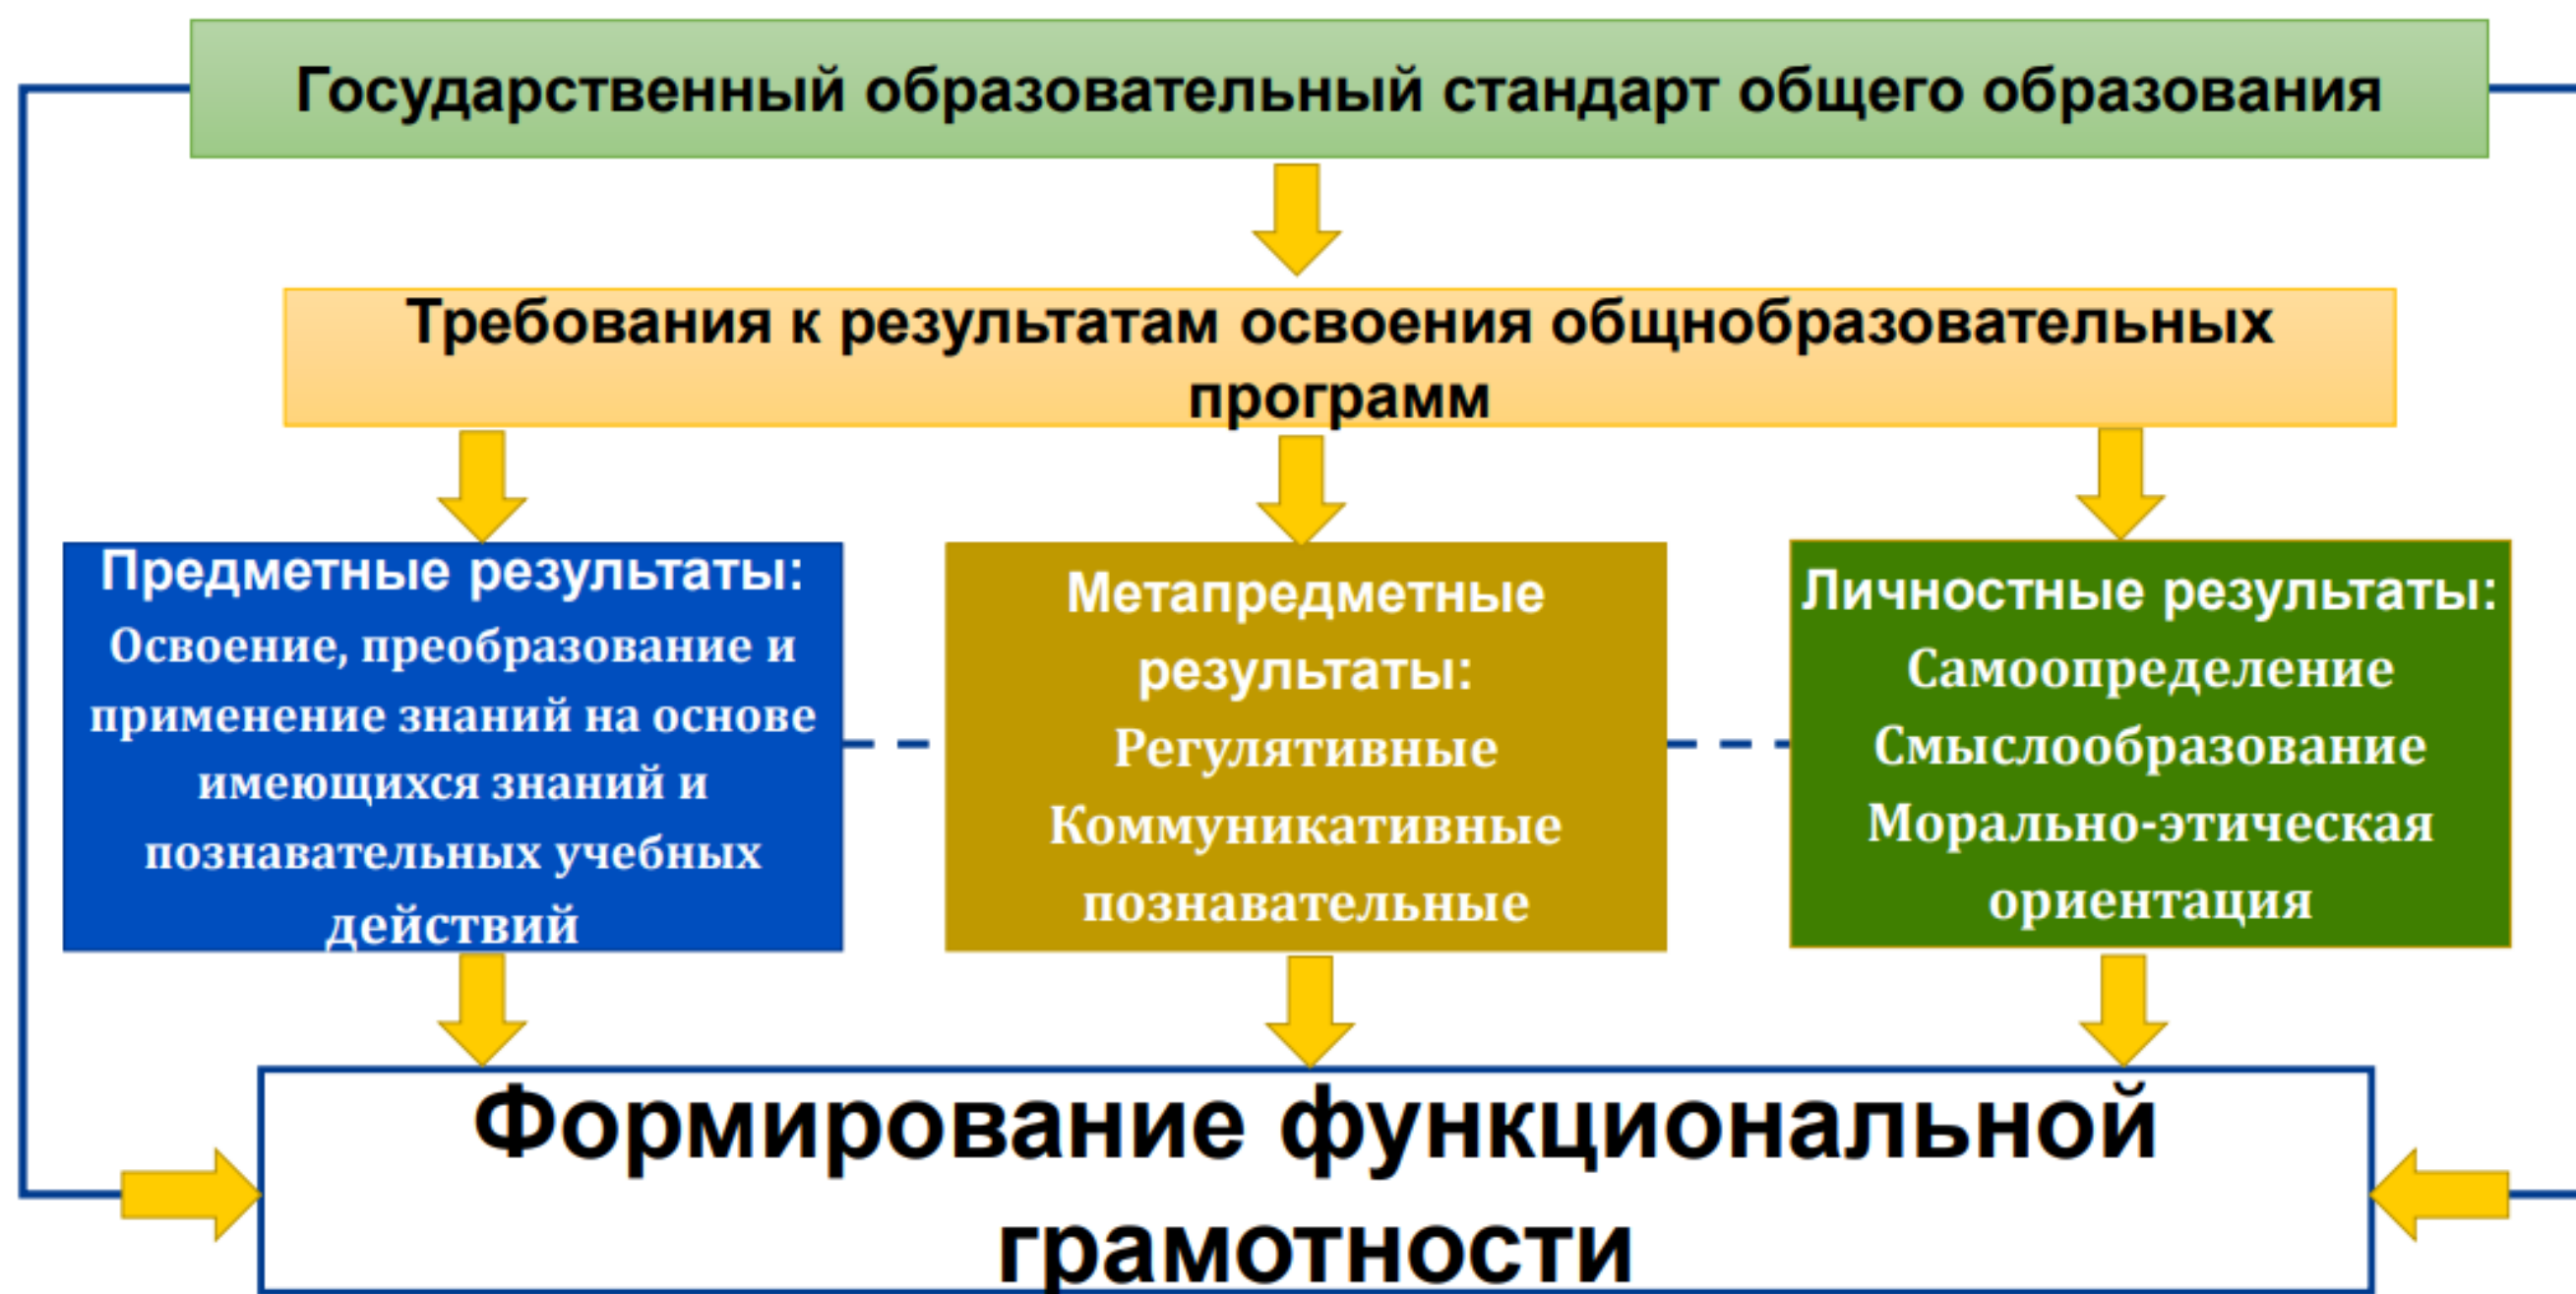 Государственный образовательный стандарт общего образования
Требования к результатам освоения общнобразовательных
программ
Предметные результаты:
Освоение, преобразование и
применение знаний на основе
имеющихся знаний и
познавательных учебных
действий
Метапредметные
результаты:
Регулятивные
Коммуникативные
познавательные
Личностные результаты:
Самоопределение
Смыслообразование
Морально-этическая
ориентация
Формирование функциональной
грамотности